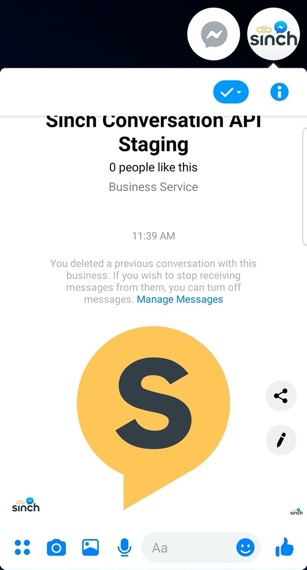 sinch
Sinch Conversation API
Staging
0 people like this
Business Service
11:39 AM
You deleted a previous conversation with this
business. If you wish to stop receiving
messages from them, you can turn off
messages. Manage Messages
S
sinch
sinch
Aa